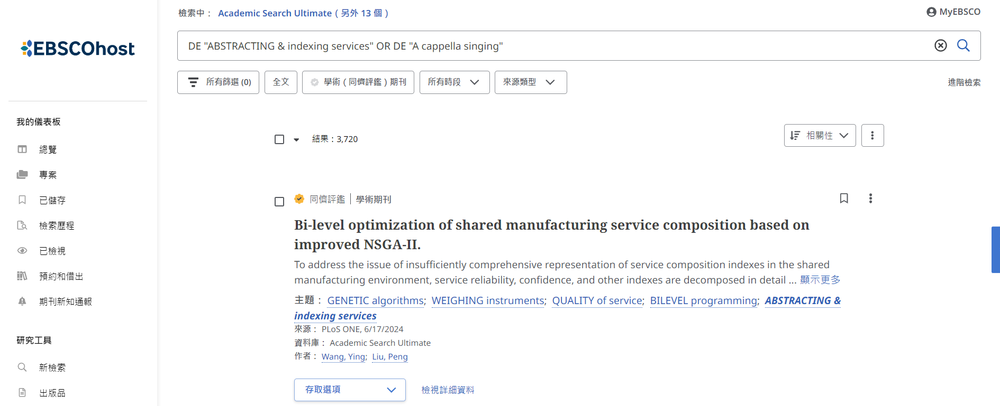 檢索中： Academic Search Ultimate ( 另外 13 個 )
MyEBSCO
EBSCOhost
DE "ABSTRACTING & indexing services" OR DE "A cappella singing"
所有篩選 (0)
全文
學術 ( 同儕評鑑 ) 期刊
所有時段
來源類型
進階檢索
我的儀表板
總覽
專案
已儲存
檢索歷程
已檢視
預約和借出
期刊新知通報
研究工具
新檢索
出版品
結果：3,720
相關性
同儕評鑑 | 學術期刊
Bi-level optimization of shared manufacturing service composition based on
improved NSGA-II.
To address the issue of insufficiently comprehensive representation of service composition indexes in the shared
manufacturing environment, service reliability, confidence, and other indexes are decomposed in detail ... 顯示更多
主題： GENETIC algorithms; WEIGHING instruments; QUALITY of service; BILEVEL programming; ABSTRACTING &
indexing services
來源： PLoS ONE, 6/17/2024
資料庫： Academic Search Ultimate
作者： Wang, Ying; Liu, Peng
存取選項
檢視詳細資料